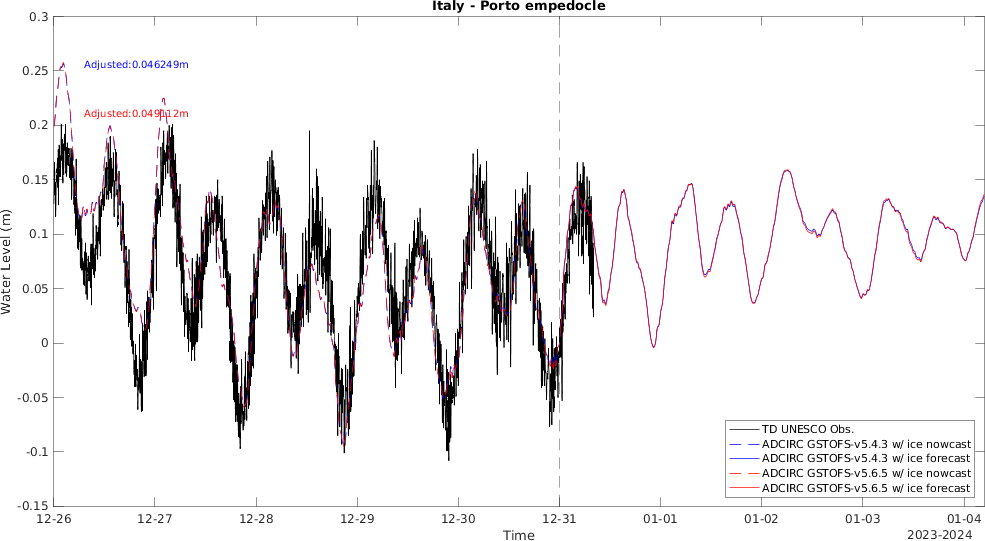 Italy - Porto empedocle
0.3
0.25
0.2
0.15
0.1
0.05
0
-0.05
-0.1
-0.15
Water Level (m)
Adjusted:0.046249m
Adjusted:0.049112m
TD UNESCO Obs.
ADCIRC GSTOFS-v5.4.3 w/ ice nowcast
ADCIRC GSTOFS-v5.4.3 w/ ice forecast
ADCIRC GSTOFS-v5.6.5 w/ ice nowcast
ADCIRC GSTOFS-v5.6.5 w/ ice forecast
12-26 12-27 12-28 12-29 12-30 12-31 01-01 01-02 01-03 01-04
Time
2023-2024